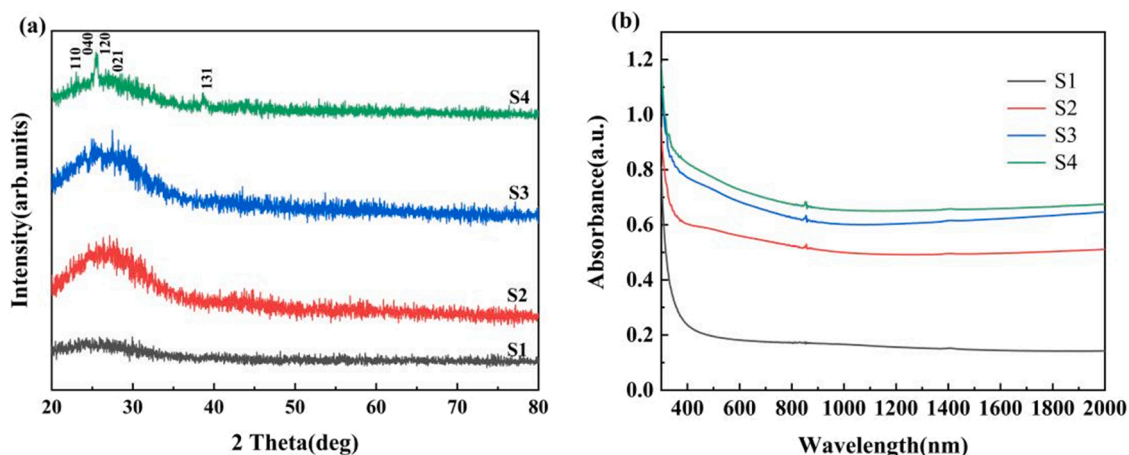 (a)
Intensity(arb.units)
110
040
120
021
131
S4
S3
S2
S1
20 30 40 50 60 70 80
2 Theta(deg)
(b)
Absorbance(a.u.)
1.2
1.0
0.8
0.6
0.4
0.2
0.0
S1
S2
S3
S4
400 600 800 1000 1200 1400 1600 1800 2000
Wavelength(nm)